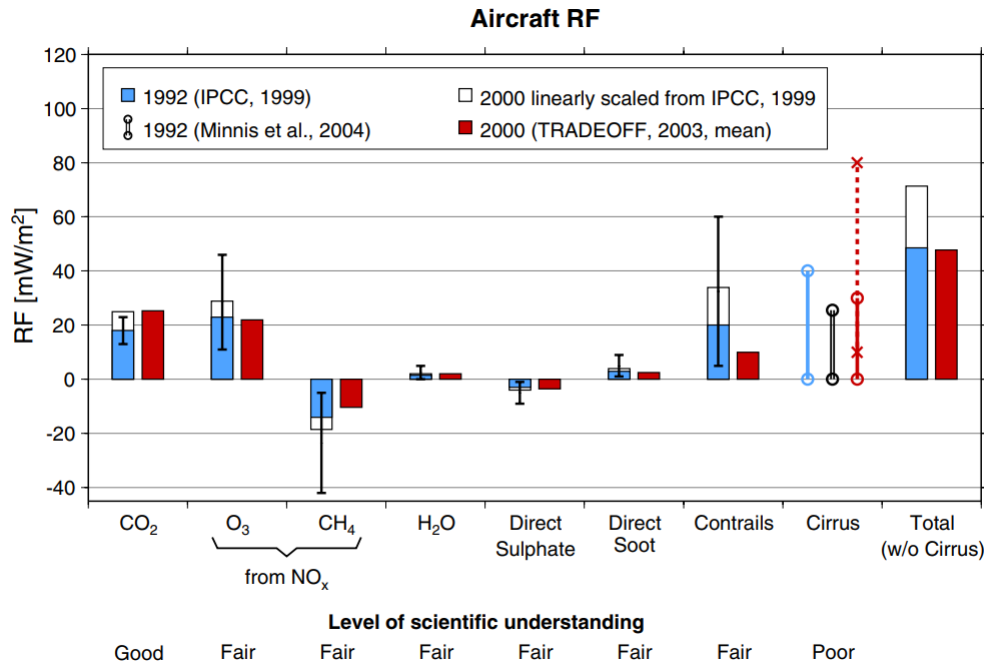 Aircraft RF
120
100
80
60
40
20
0
-20
-40
RF [mW/m²]
1992 (IPCC, 1999)
1992 (Minnis et al., 2004)
2000 linearly scaled from IPCC, 1999
2000 (TRADEOFF, 2003, mean)
CO₂
O₃
CH₄
H₂O
Direct
Sulphate
Direct
Soot
Contrails
Cirrus
Total
(w/o Cirrus)
from NOₓ
Level of scientific understanding
Good Fair Fair Fair Fair Fair Fair Poor